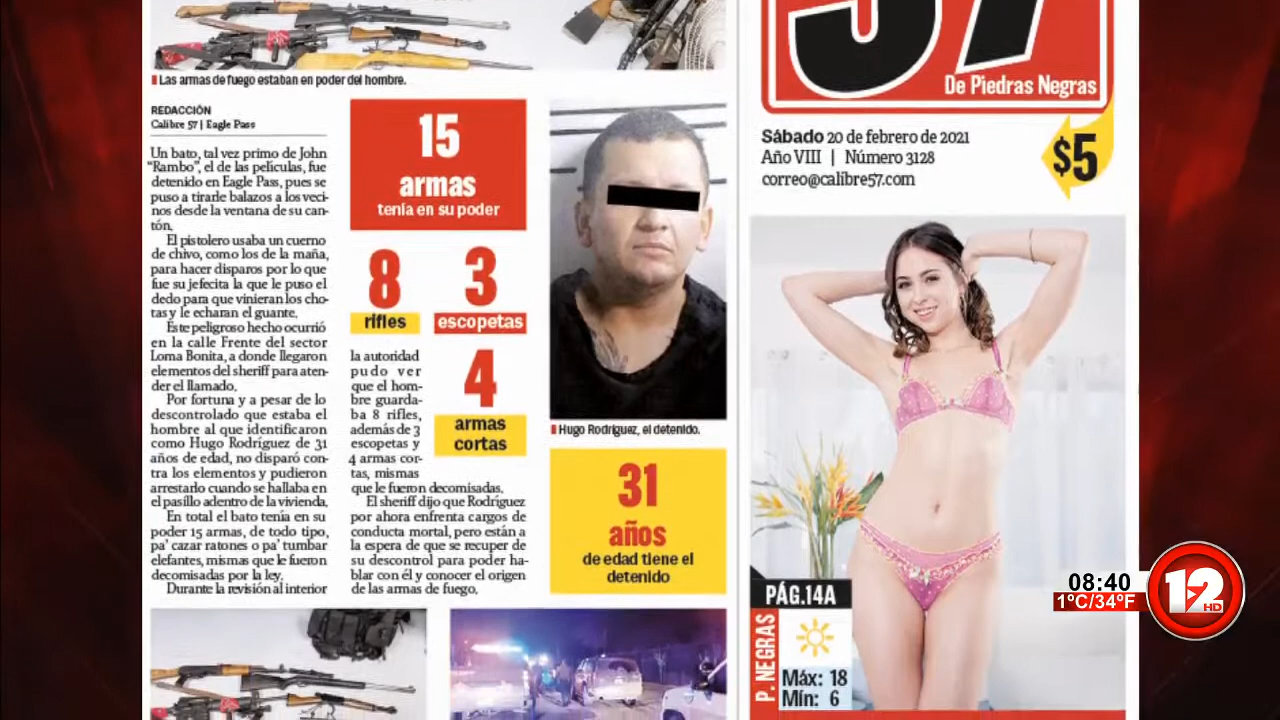 Las armas de fuego estaban en poder del hombre.
REDACCIÓN
Calibre 57 | Eagle Pass
Un bato, tal vez primo de John
"Rambo", el de las películas, fue
detenido en Eagle Pass, pues se
puso a tirarle balazos a los veci-
nos desde la ventana de su can-
tón.
El pistolero usaba un cuerno
de chivo, como los de la maña,
para hacer disparos por lo que
fue su jefecita la que le puso el
dedo para que vinieran los cho-
tas y le echaran el guante.
Este peligroso hecho ocurrió
en la calle Frente del sector
Loma Bonita, a donde llegaron
elementos del sheriff para aten-
der el llamado.
Por fortuna y a pesar de lo
descontrolado que estaba el
hombre al que identificaron
como Hugo Rodríguez de 31
años de edad, no disparó con-
tra los elementos y pudieron
arrestarlo cuando se hallaba en
el pasillo adentro de la vivienda.
En total el bato tenía en su
poder 15 armas, de todo tipo,
pa' cazar ratones o pa' tumbar
elefantes, mismas que le fueron
decomisadas por la ley.
Durante la revisión al interior
15
armas
tenía en su poder
8
rifles
3
escopetas
4
armas
cortas
la autoridad
pudo ver
que el hom-
bre guarda-
ba 8 rifles,
además de 3
escopetas y
4 armas cor-
tas, mismas
que le fueron decomisadas.
El sheriff dijo que Rodríguez
por ahora enfrenta cargos de
conducta mortal, pero están a
la espera de que se recuper de
su descontrol para poder ha-
blar con él y conocer el origen
de las armas de fuego.
Hugo Rodríguez, el detenido.
31
años
de edad tiene el
detenido
57
De Piedras Negras
Sábado 20 de febrero de 2021
Año VIII | Número 3128
correo@calibre57.com
$5
PÁG.14A
P. NEGRAS
Máx: 18
Mín: 6
08:40
1°C/34°F
12
HD